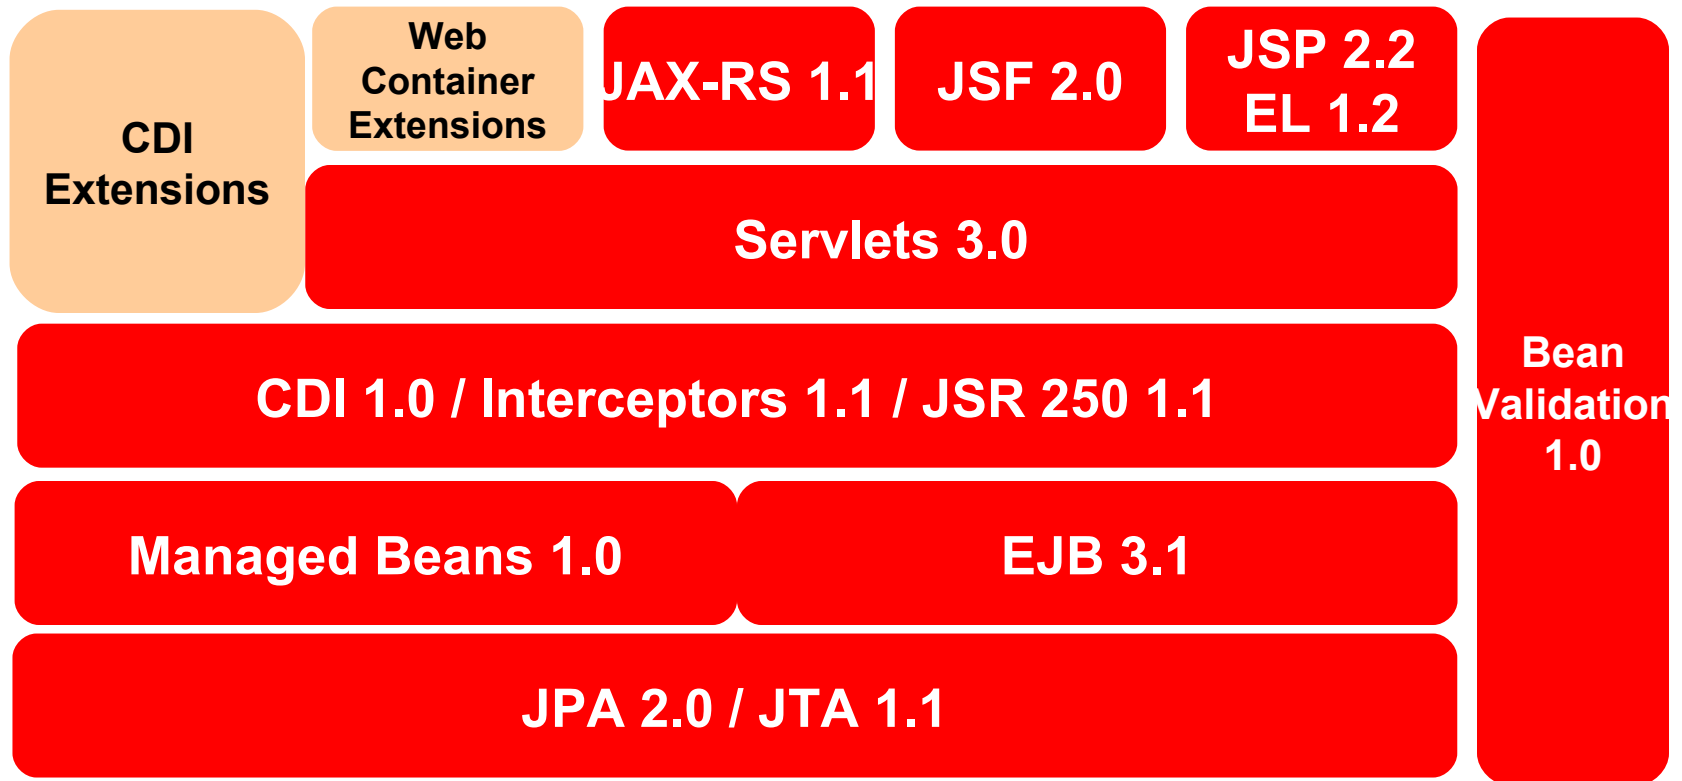 CDI
Extensions
Web
Container
Extensions
JAX-RS 1.1
JSF 2.0
JSP 2.2
EL 1.2
Servlets 3.0
CDI 1.0 / Interceptors 1.1 / JSR 250 1.1
Managed Beans 1.0
EJB 3.1
JPA 2.0 / JTA 1.1
Bean
Validation
1.0